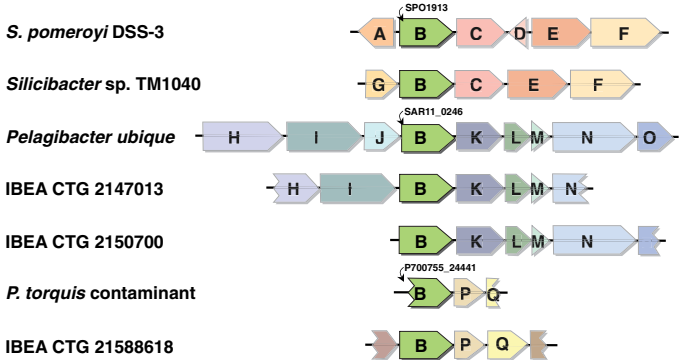 SPO1913
S. pomeroyi DSS-3 A B C D E F
Silicibacter sp. TM1040 G B C E F
SAR11_0246
Pelagibacter ubique H I J B K L M N O
IBEA CTG 2147013 H I B K L M N
IBEA CTG 2150700 B K L M N
P700755_24441
P. torquis contaminant B P Q
IBEA CTG 21588618 B P Q